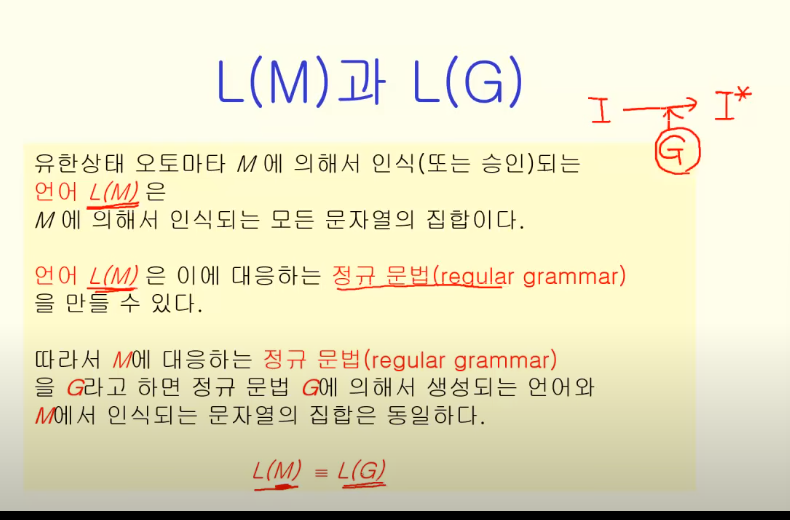 L(M)과 L(G)
I → I*
G
유한상태 오토마타 M 에 의해서 인식(또는 승인)되는
언어 L(M) 은
M 에 의해서 인식되는 모든 문자열의 집합이다.
언어 L(M) 은 이에 대응하는 정규 문법(regular grammar)
을 만들 수 있다.
따라서 M에 대응하는 정규 문법(regular grammar)
을 G라고 하면 정규 문법 G에 의해서 생성되는 언어와
M에서 인식되는 문자열의 집합은 동일하다.
L(M) ≡ L(G)